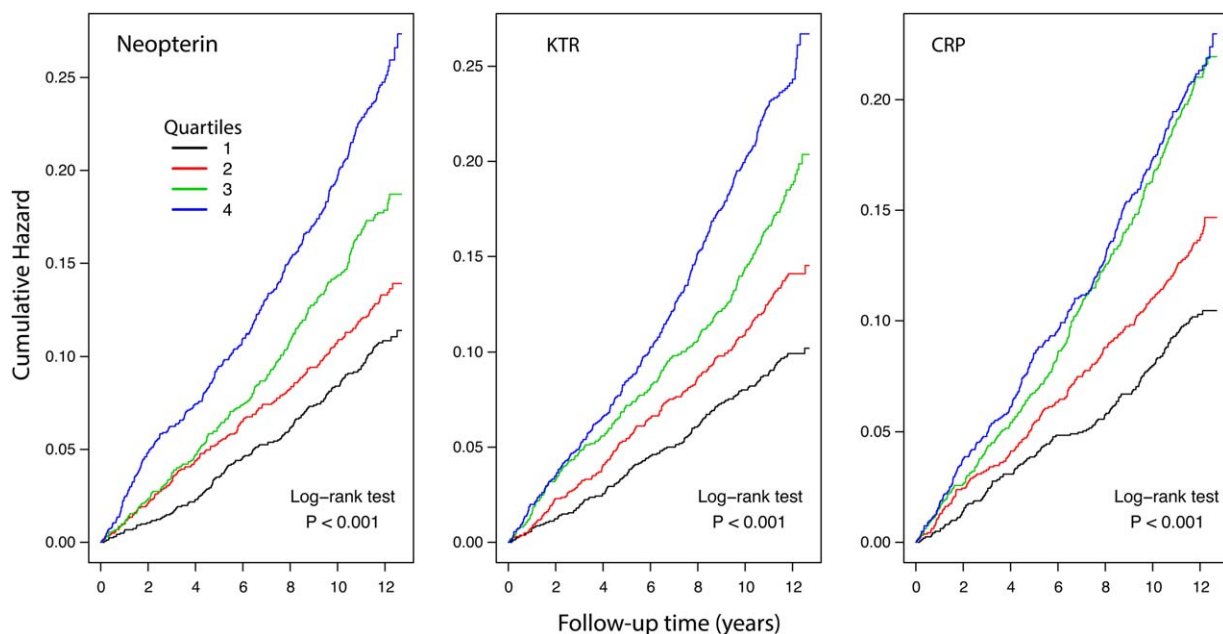 Neopterin
KTR
CRP
Quartiles
1
2
3
4
Cumulative Hazard
0.25
0.20
0.15
0.10
0.05
0.00
0.25
0.20
0.15
0.10
0.05
0.00
0.20
0.15
0.10
0.05
0.00
Log–rank test
P < 0.001
Log–rank test
P < 0.001
Log–rank test
P < 0.001
0 2 4 6 8 10 12
0 2 4 6 8 10 12
0 2 4 6 8 10 12
Follow-up time (years)